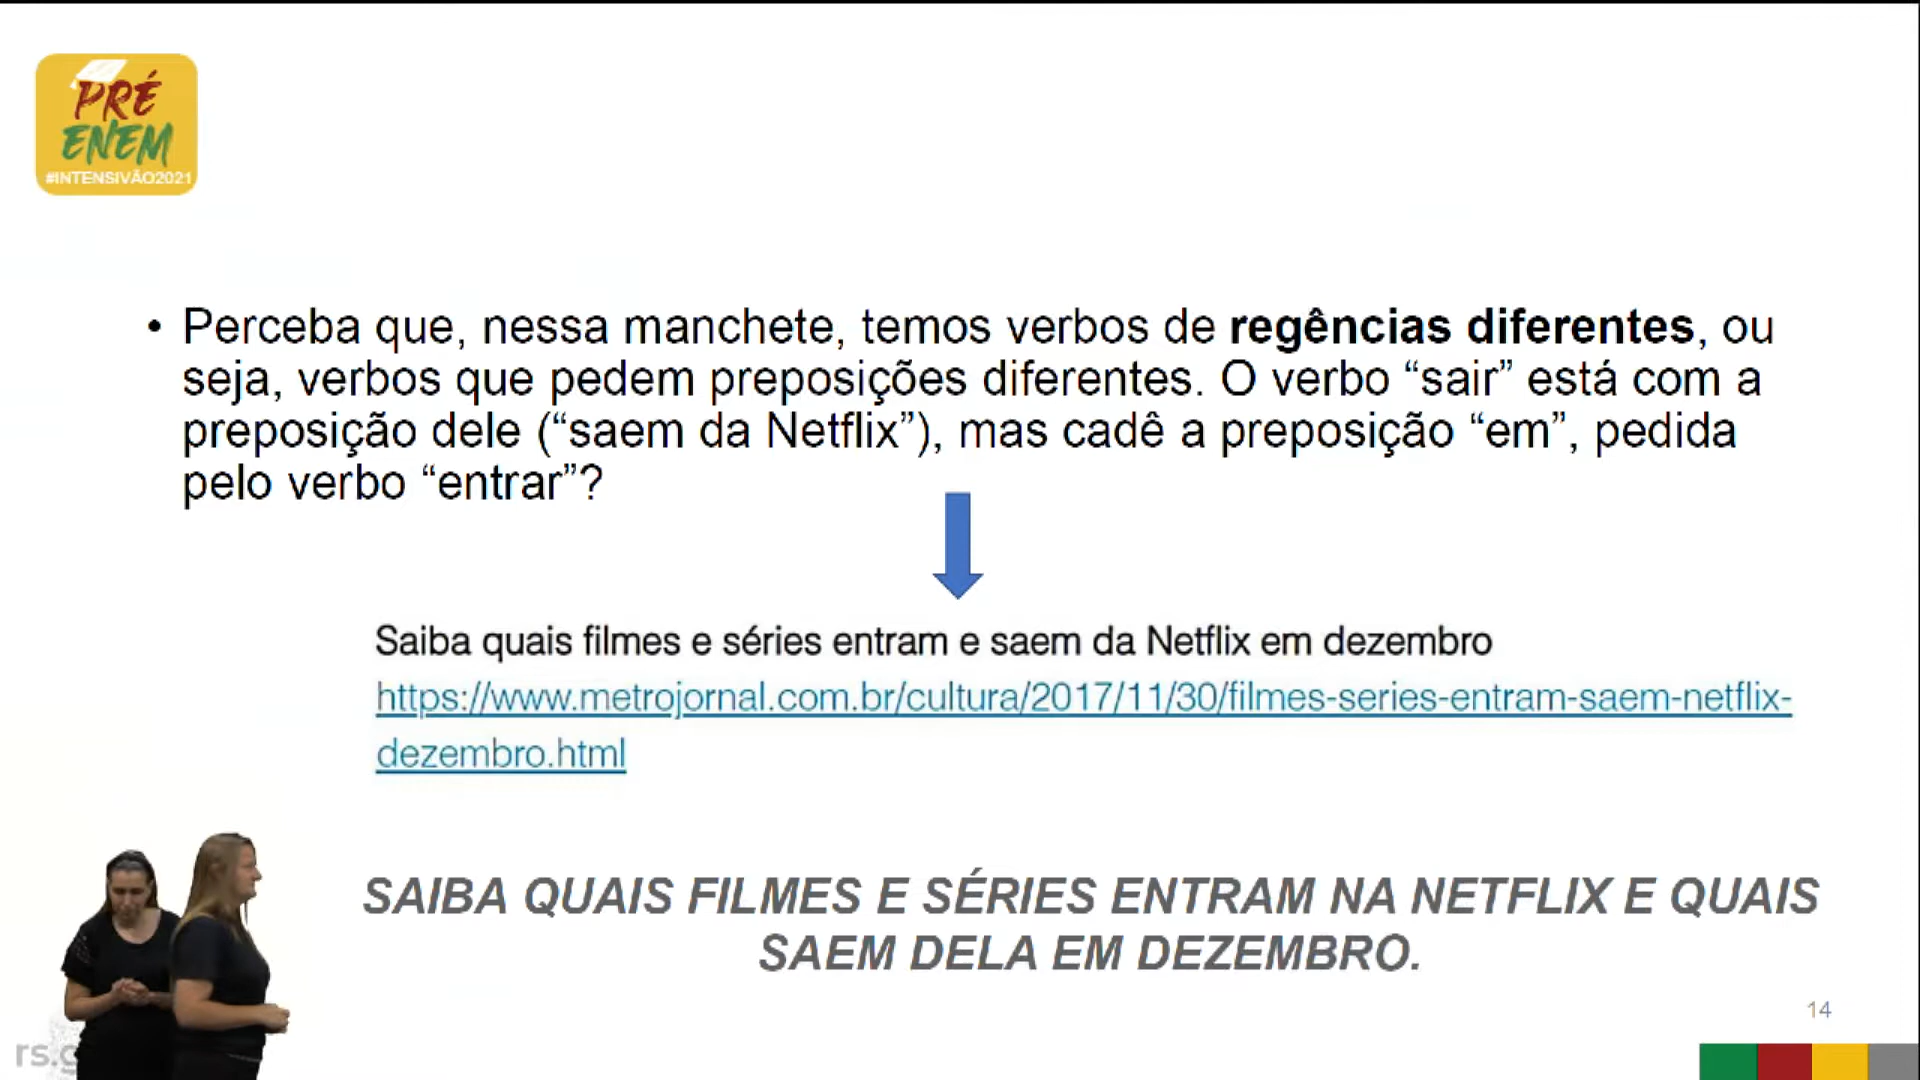 PRÉ
ENEM
#INTENSIVÃO2021
• Perceba que, nessa manchete, temos verbos de regências diferentes, ou
seja, verbos que pedem preposições diferentes. O verbo “sair” está com a
preposição dele (“saem da Netflix”), mas cadê a preposição “em”, pedida
pelo verbo “entrar”?
Saiba quais filmes e séries entram e saem da Netflix em dezembro
https://www.metrojornal.com.br/cultura/2017/11/30/filmes-series-entram-saem-netflix-
dezembro.html
SAIBA QUAIS FILMES E SÉRIES ENTRAM NA NETFLIX E QUAIS
SAEM DELA EM DEZEMBRO.
14